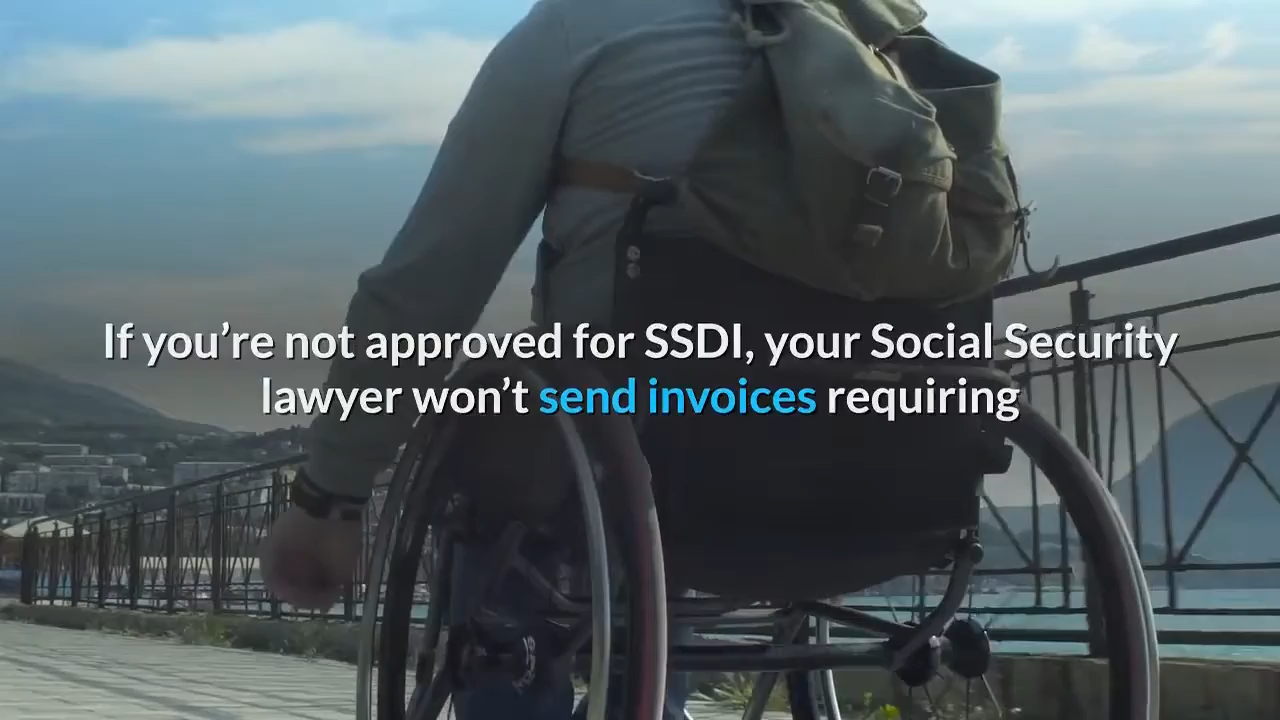 If you’re not approved for SSDI, your Social Security
lawyer won’t send invoices requiring